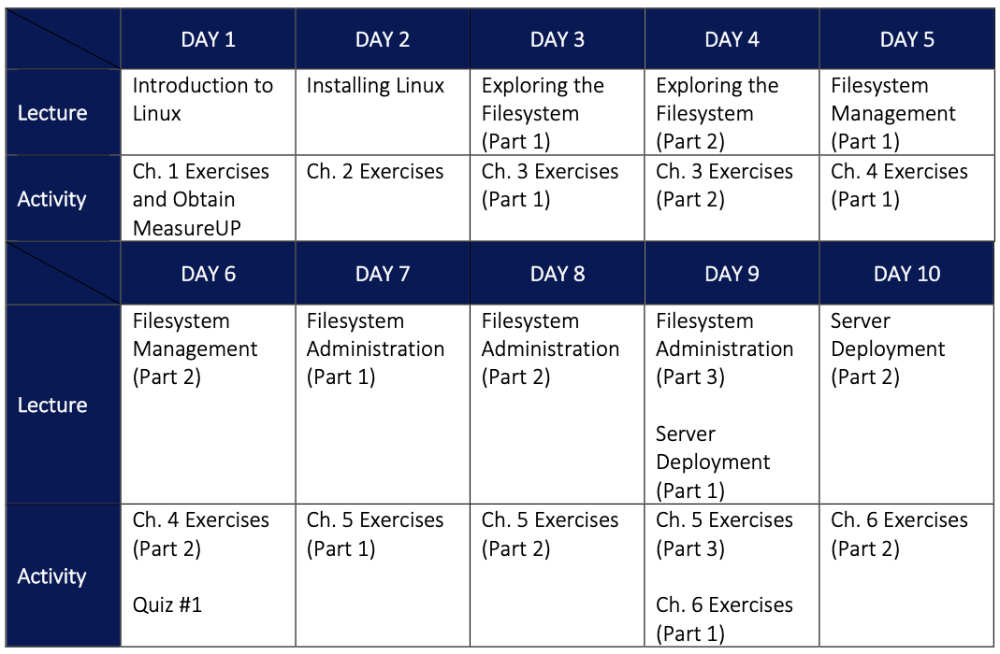 DAY 1
DAY 2
DAY 3
DAY 4
DAY 5
Lecture
Introduction to
Linux
Installing Linux
Exploring the
Filesystem
(Part 1)
Exploring the
Filesystem
(Part 2)
Filesystem
Management
(Part 1)
Activity
Ch. 1 Exercises
and Obtain
MeasureUP
Ch. 2 Exercises
Ch. 3 Exercises
(Part 1)
Ch. 3 Exercises
(Part 2)
Ch. 4 Exercises
(Part 1)
DAY 6
DAY 7
DAY 8
DAY 9
DAY 10
Lecture
Filesystem
Management
(Part 2)
Filesystem
Administration
(Part 1)
Filesystem
Administration
(Part 2)
Filesystem
Administration
(Part 3)
Server
Deployment
(Part 1)
Server
Deployment
(Part 2)
Activity
Ch. 4 Exercises
(Part 2)
Quiz #1
Ch. 5 Exercises
(Part 1)
Ch. 5 Exercises
(Part 2)
Ch. 5 Exercises
(Part 3)
Ch. 6 Exercises
(Part 1)
Ch. 6 Exercises
(Part 2)